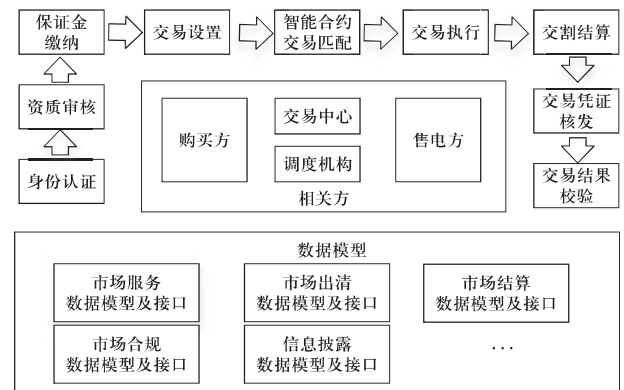 保证金
缴纳
交易设置
智能合约
交易匹配
交易执行
交割结算
资质审核
身份认证
交易凭证
核发
交易结果
校验
购买方
交易中心
调度机构
售电方
相关方
数据模型
市场服务
数据模型及接口
市场出清
数据模型及接口
市场结算
数据模型及接口
市场合规
数据模型及接口
信息披露
数据模型及接口
...